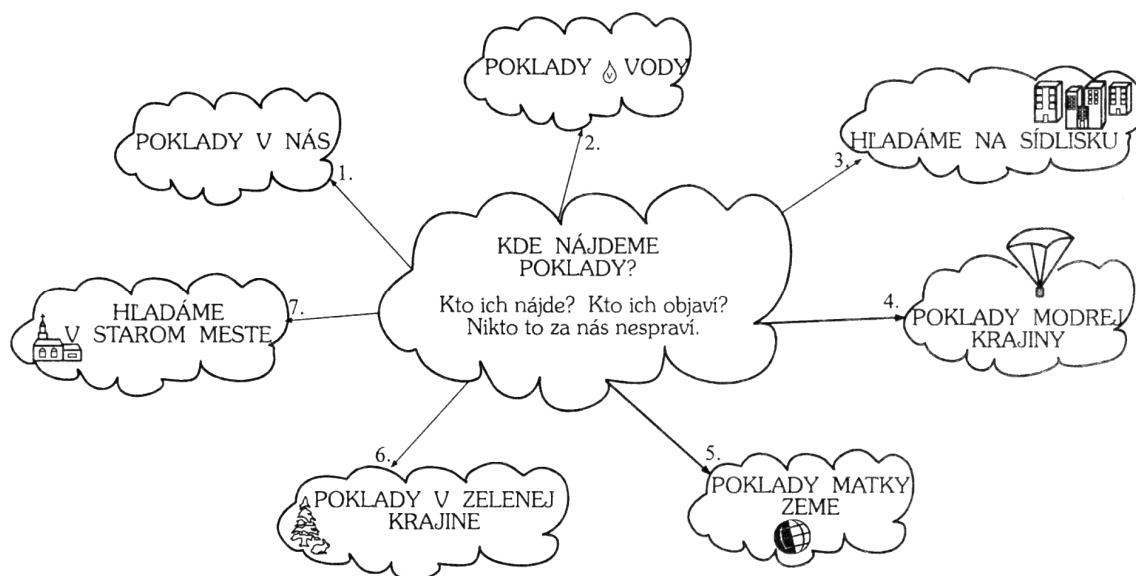 POKLADY V NÁS
1.
POKLADY V VODY
2.
HĽADÁME NA SÍDLISKU
3.
KDE NÁJDEME
POKLADY?
Kto ich nájde? Kto ich objaví?
Nikto to za nás nespraví.
POKLADY MODREJ
KRAJINY
4.
POKLADY MATKY
ZEME
5.
POKLADY V ZELENEJ
KRAJINE
6.
HĽADÁME
V STAROM MESTE
7.